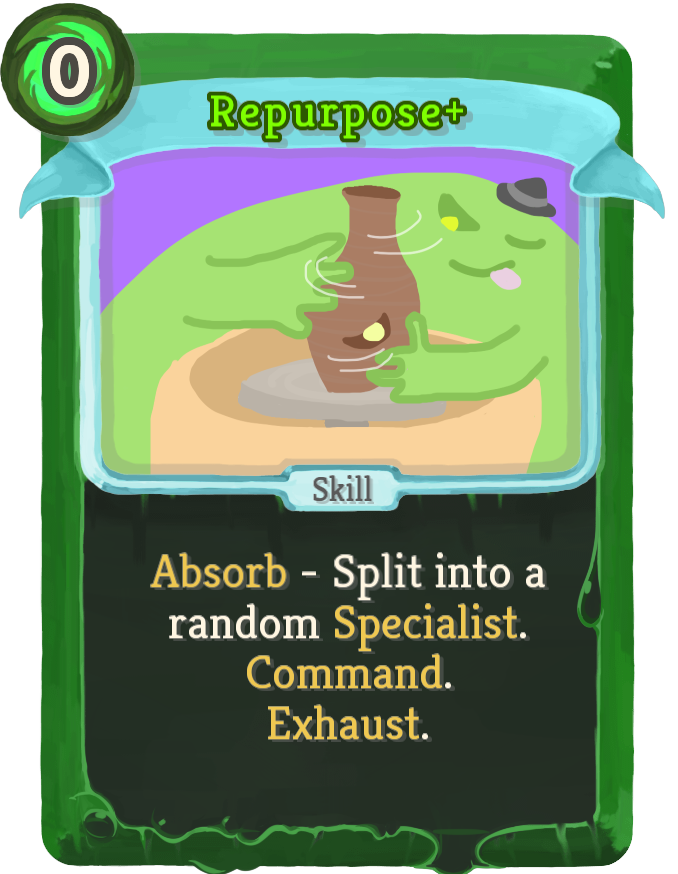 0
Repurpose+
Skill
Absorb - Split into a
random Specialist.
Command.
Exhaust.